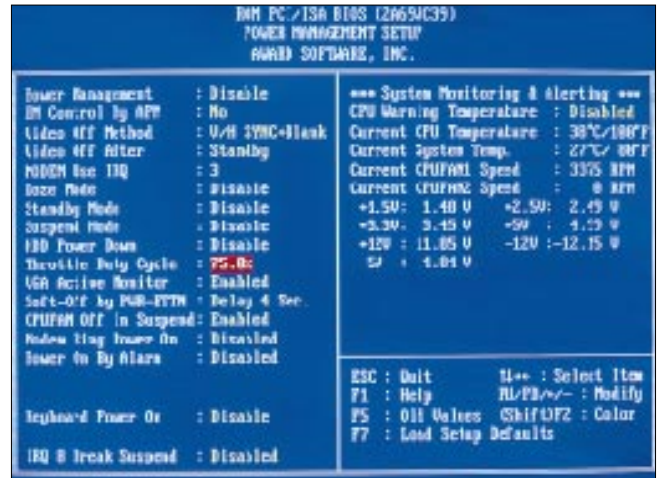 ROM PC/ISA BIOS (2A69JC39)
POWER MANAGEMENT SETUP
AWARD SOFTWARE, INC.
Power Management : Disable
PM Control by APM : No
Video Off Method : V/H SYNC+Blank
Video Off After : Standby
MODEM Use IRQ : 3
Doze Mode : Disable
Standby Mode : Disable
Suspend Mode : Disable
HDD Power Down : Disable
Throttle Duty Cycle : 75.0%
VGA Active Monitor : Enabled
Soft-Off by PWR-BTTN : Delay 4 Sec.
CPUFAN Off In Suspend: Enabled
Modem Ring Power On : Disabled
Power On By Alarm : Disabled
Keyboard Power On : Disable
IRQ 8 Break Suspend : Disabled
*** System Monitoring & Alerting ***
CPU Warning Temperature : Disabled
Current CPU Temperature : 38°C/100°F
Current System Temp. : 27°C/ 80°F
Current CPUFAN1 Speed : 3375 RPM
Current CPUFAN2 Speed : 0 RPM
+1.5V: 1.48 V +2.5V: 2.49 V
+3.3V: 3.45 V +5V : 4.99 V
+12V : 11.85 V -12V :-12.15 V
-5V :
ESC : Quit ↑↓→← : Select Item
F1 : Help PU/PD/+/- : Modify
F5 : Old Values (Shift)F2 : Color
F7 : Load Setup Defaults